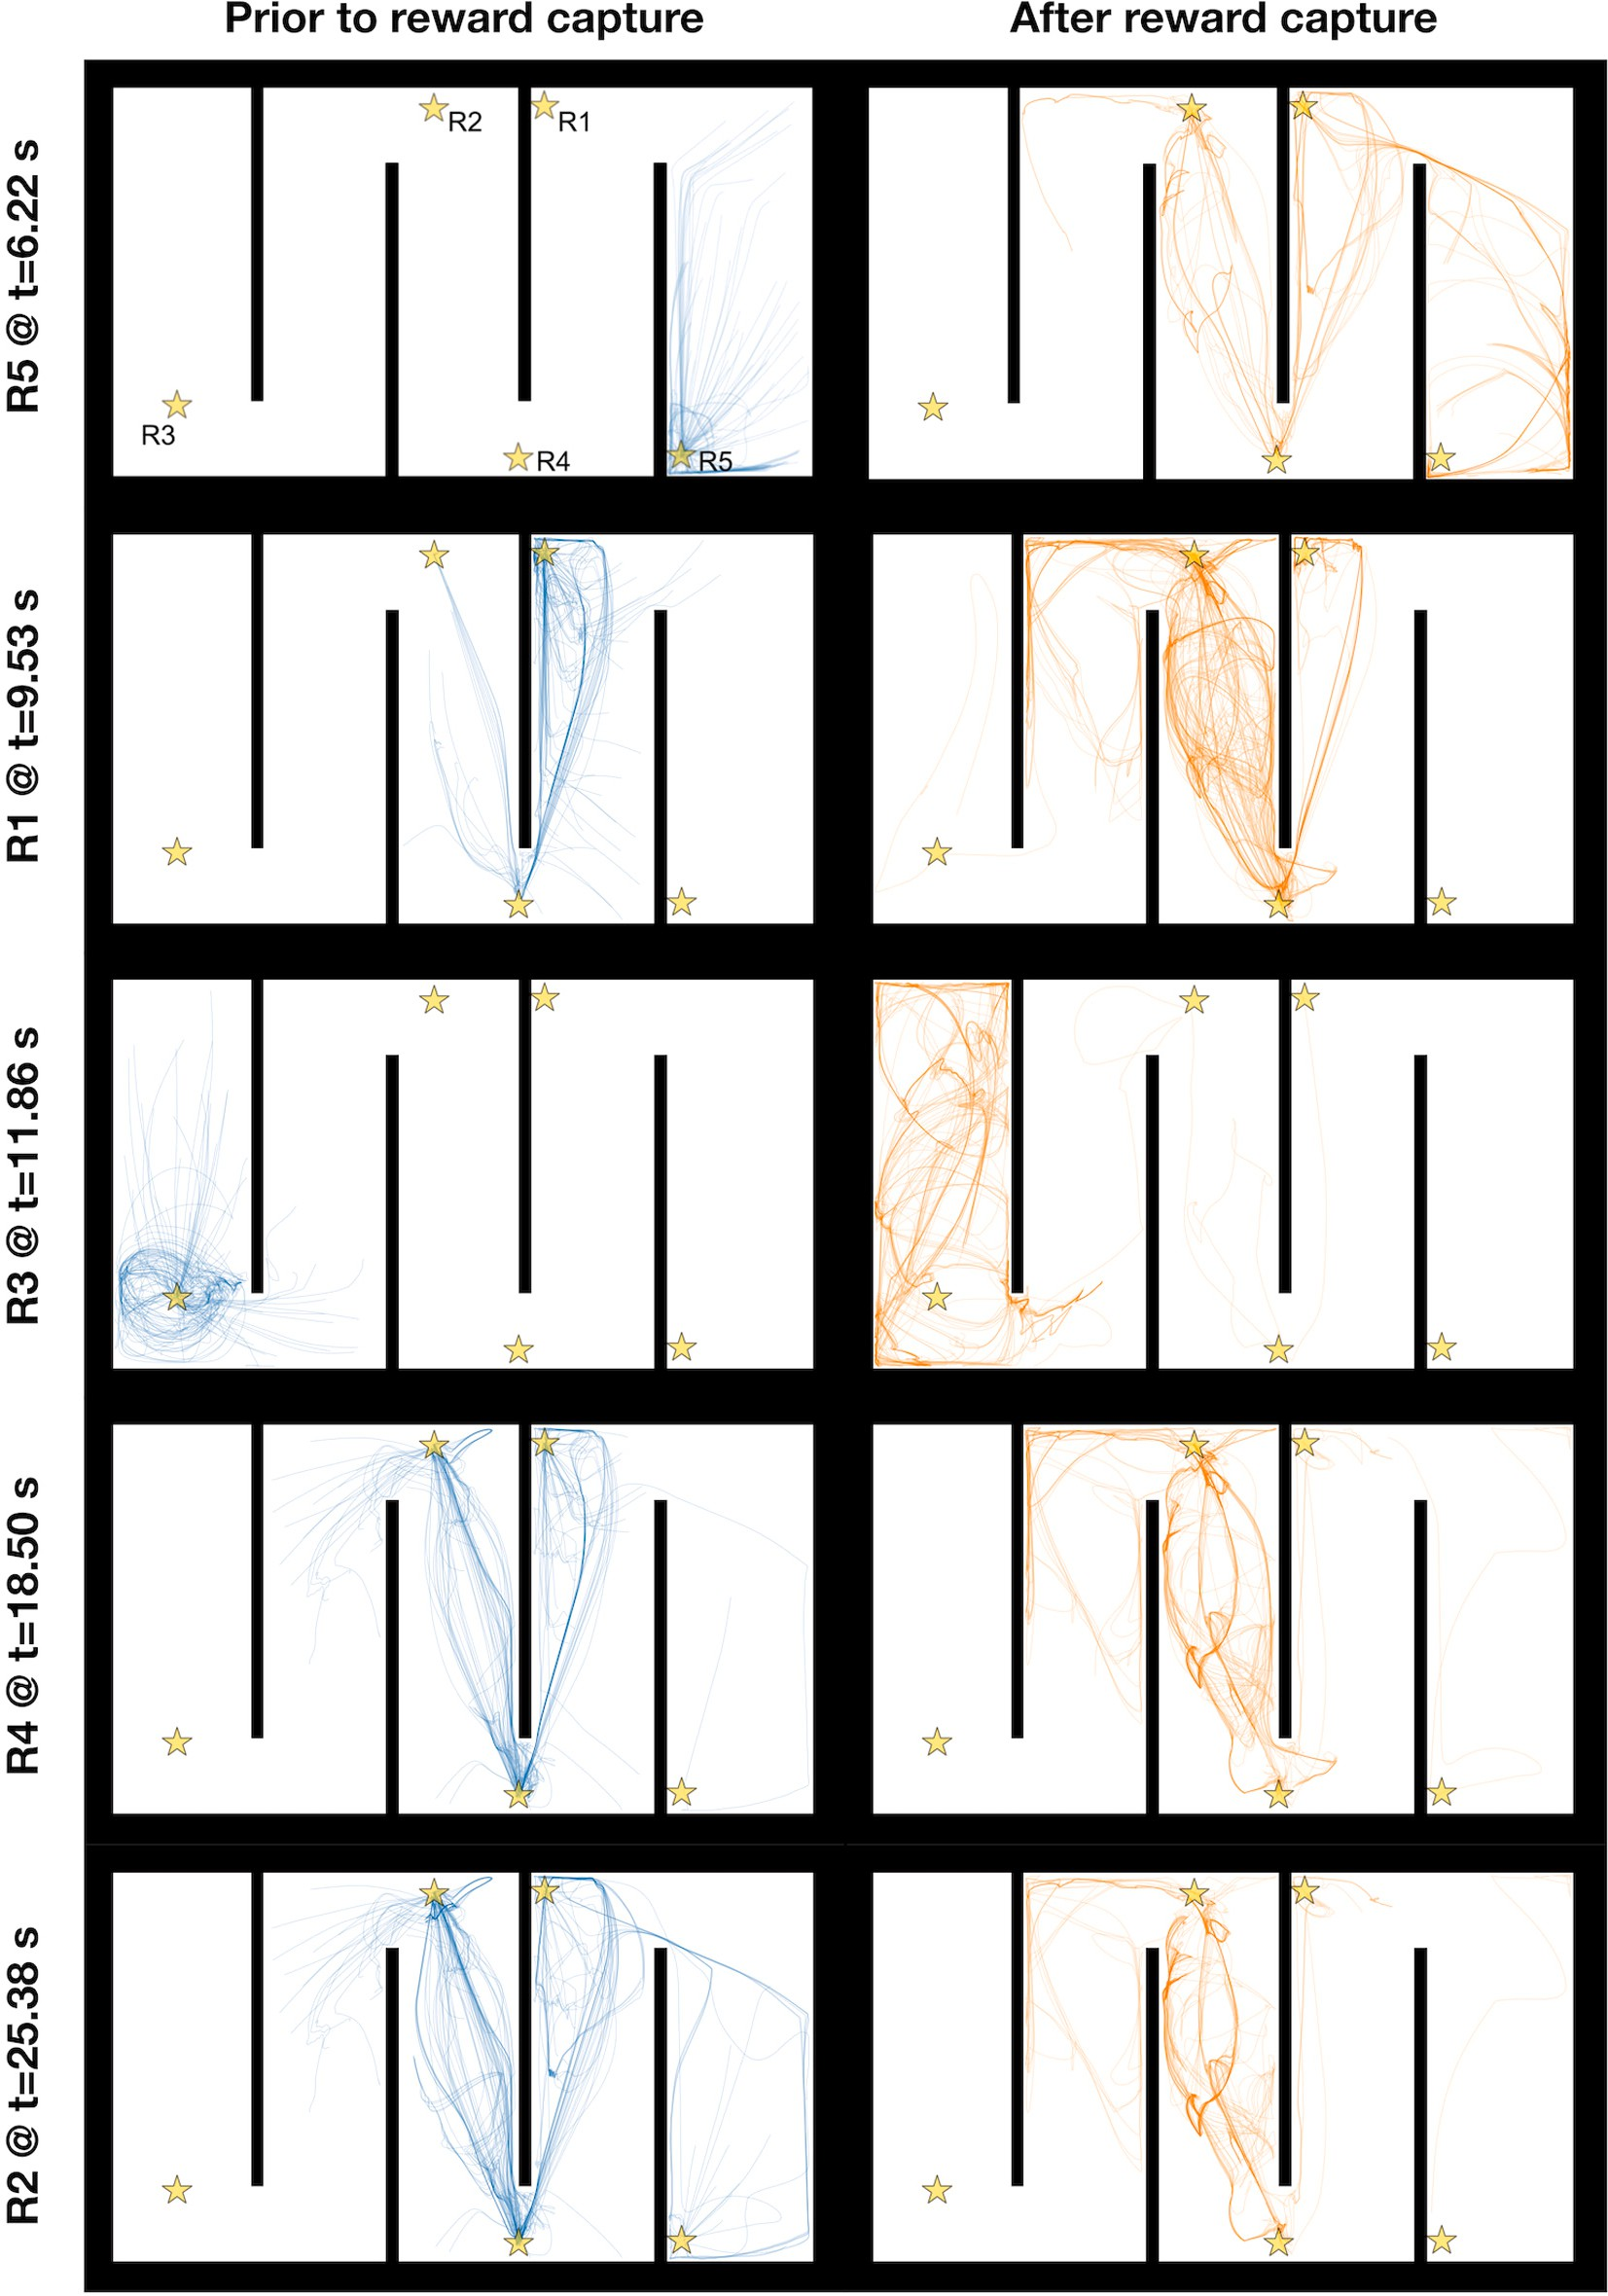 Prior to reward capture
After reward capture
R5 @ t=6.22 s
R2
R1
R3
R4
R5
R1 @ t=9.53 s
R3 @ t=11.86 s
R4 @ t=18.50 s
R2 @ t=25.38 s